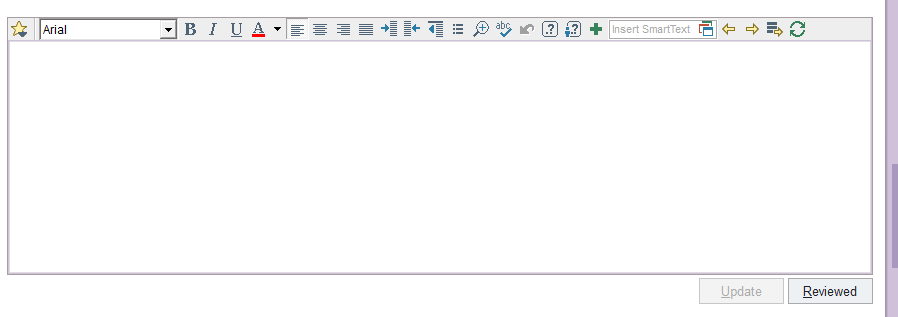 Arial B I U A abc ? ? Insert SmartText
Update Reviewed